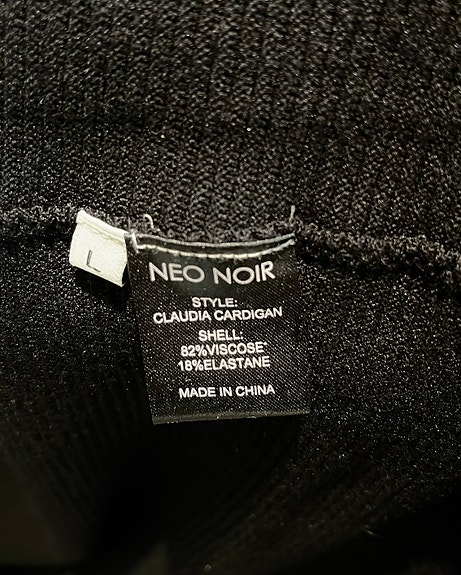 L
NEO NOIR
STYLE:
CLAUDIA CARDIGAN
SHELL:
82%VISCOSE*
18%ELASTANE
MADE IN CHINA